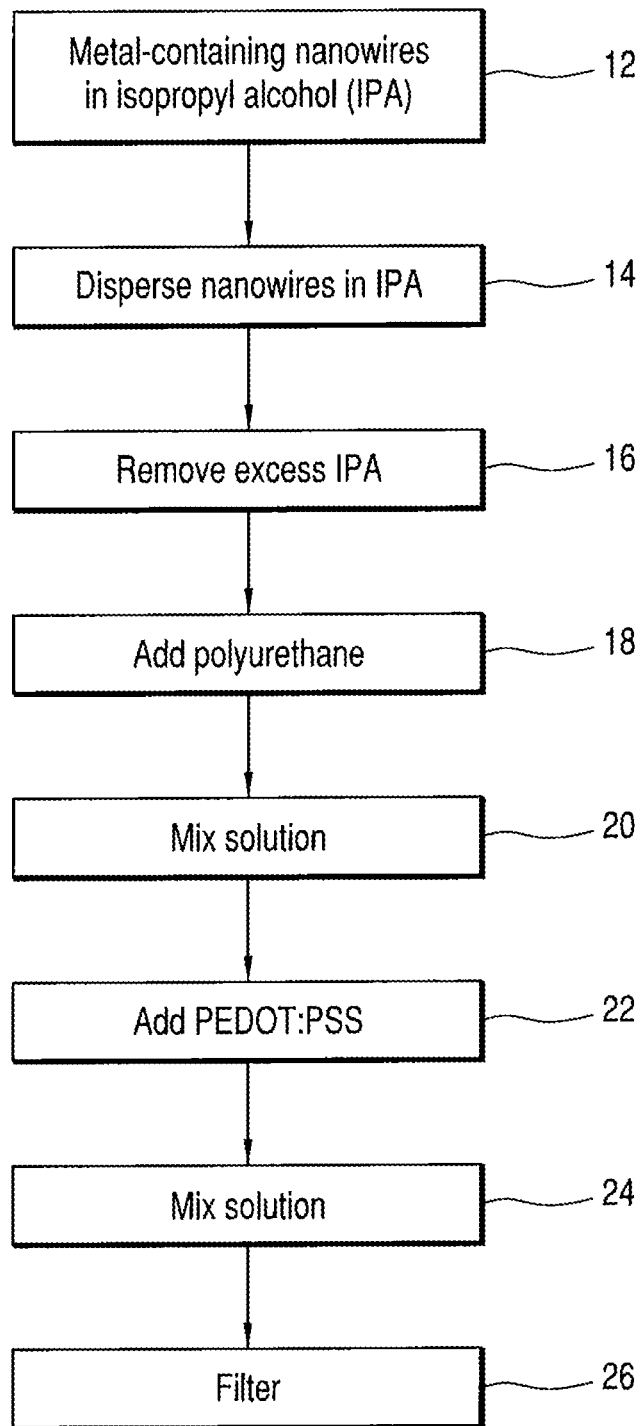 Metal-containing nanowires
in isopropyl alcohol (IPA)
12
Disperse nanowires in IPA
14
Remove excess IPA
16
Add polyurethane
18
Mix solution
20
Add PEDOT:PSS
22
Mix solution
24
Filter
26